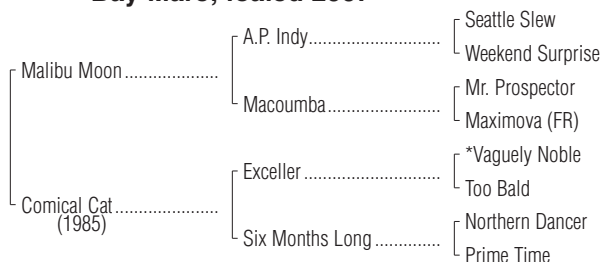 Bay Mare, foaled
Seattle Slew
A.P. Indy
Weekend Surprise
Malibu Moon
Mr. Prospector
Macoumba
Maximova (FR)
*Vaguely Noble
Exceller
Too Bald
Comical Cat
(1985)
Northern Dancer
Six Months Long
Prime Time